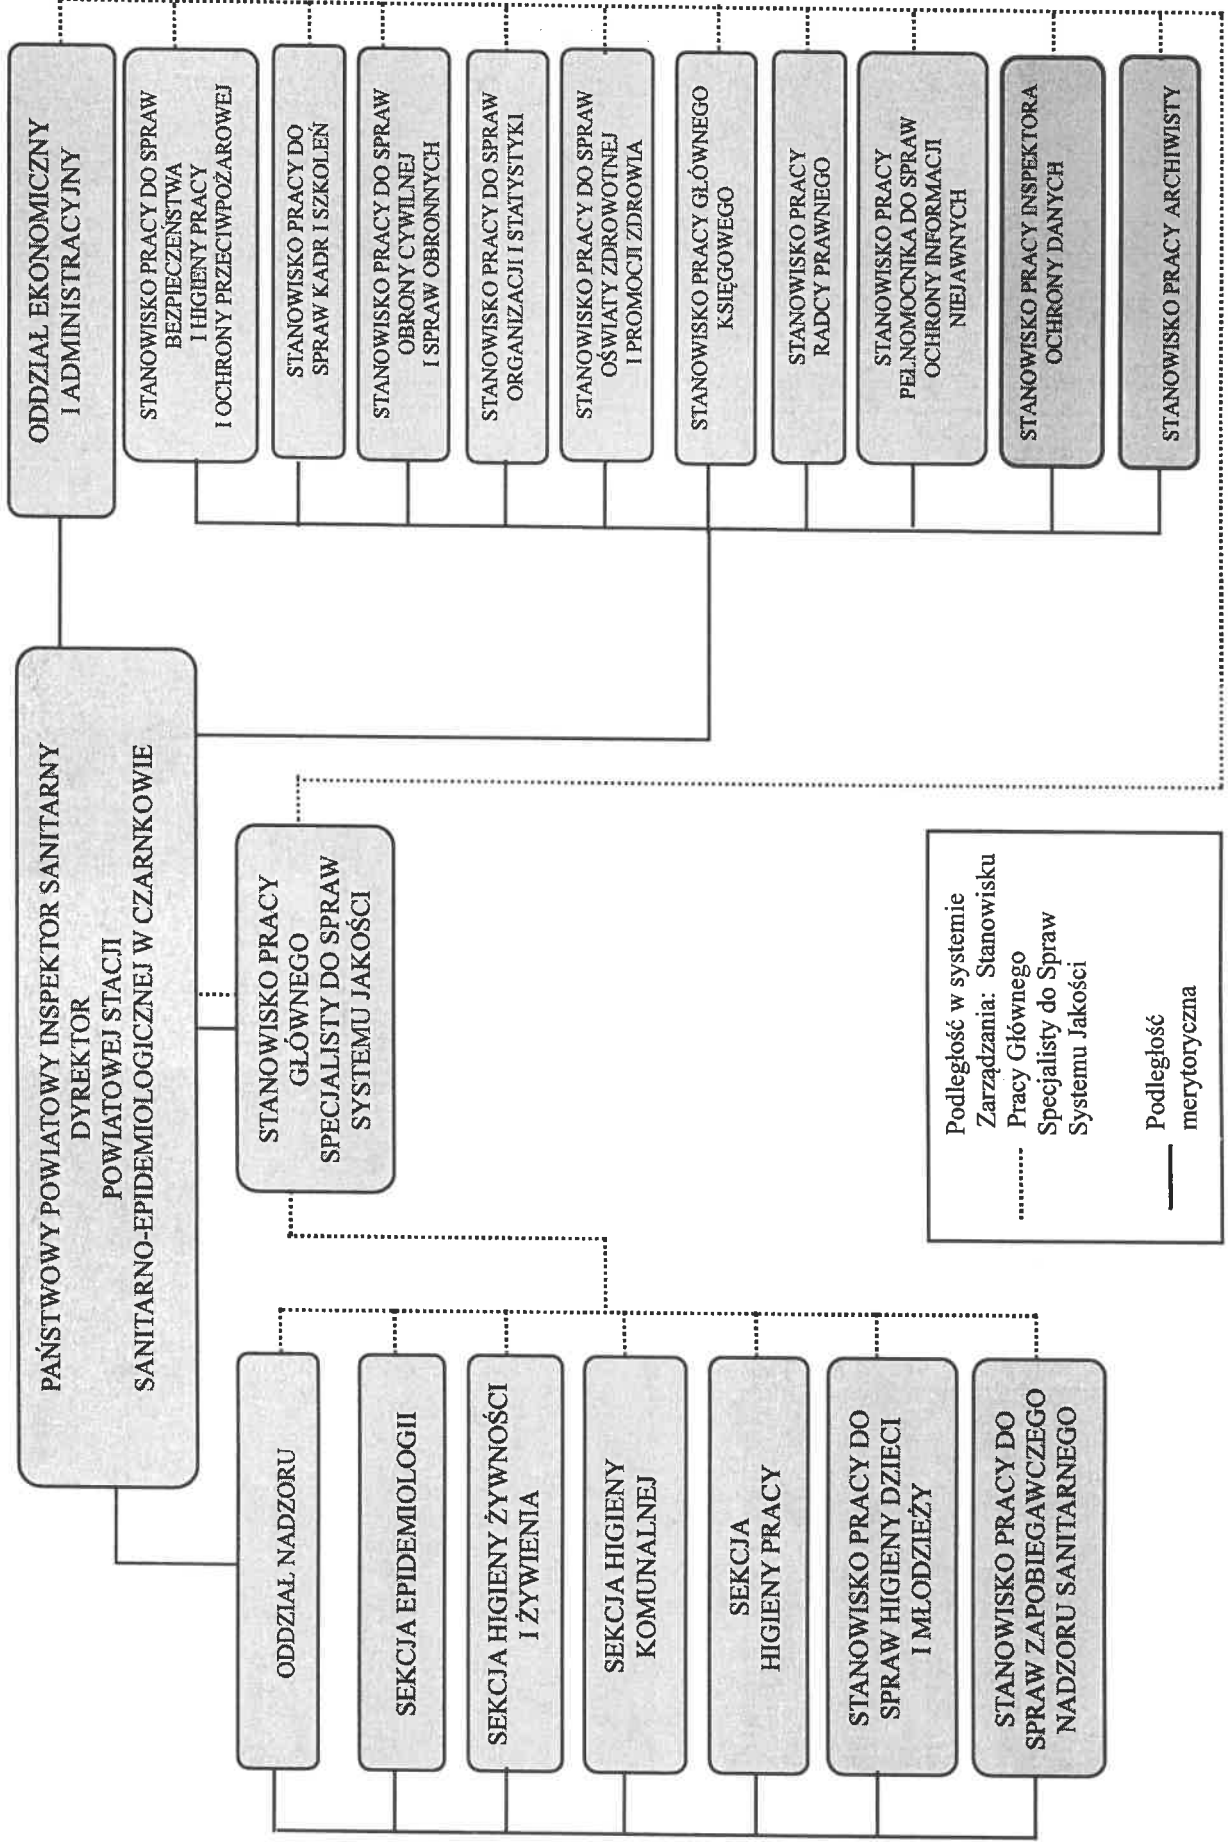 PAŃSTWOWY POWIATOWY INSPEKTOR SANITARNY
DYREKTOR
POWIATOWEJ STACJI
SANITARNO-EPIDEMIOLOGICZNEJ W CZARNKOWIE
ODDZIAŁ NADZORU
SEKCJA EPIDEMIOLOGII
SEKCJA HIGIENY ŻYWNOŚCI
I ŻYWIENIA
SEKCJA HIGIENY
KOMUNALNEJ
SEKCJA
HIGIENY PRACY
STANOWISKO PRACY DO
SPRAW HIGIENY DZIECI
I MŁODZIEŻY
STANOWISKO PRACY DO
SPRAW ZAPOBIEGAWCZEGO
NADZORU SANITARNEGO
STANOWISKO PRACY
GŁÓWNEGO
SPECJALISTY DO SPRAW
SYSTEMU JAKOŚCI
Podległość w systemie
Zarządzania: Stanowisku
Pracy Głównego
Specjalisty do Spraw
Systemu Jakości
Podległość
merytoryczna
ODDZIAŁ EKONOMICZNY
I ADMINISTRACYJNY
STANOWISKO PRACY DO SPRAW
BEZPIECZEŃSTWA
I HIGIENY PRACY
I OCHRONY PRZECIWPOŻAROWEJ
STANOWISKO PRACY DO
SPRAW KADR I SZKOLEŃ
STANOWISKO PRACY DO SPRAW
OBRONY CYWILNEJ
I SPRAW OBRONNYCH
STANOWISKO PRACY DO SPRAW
ORGANIZACJI I STATYSTYKI
STANOWISKO PRACY DO SPRAW
OŚWIATY ZDROWOTNEJ
I PROMOCJI ZDROWIA
STANOWISKO PRACY GŁÓWNEGO
KSIĘGOWEGO
STANOWISKO PRACY
RADCY PRAWNEGO
STANOWISKO PRACY
PEŁNOMOCNIKA DO SPRAW
OCHRONY INFORMACJI
NIEJAWNYCH
STANOWISKO PRACY INSPEKTORA
OCHRONY DANYCH
STANOWISKO PRACY ARCHIWISTY